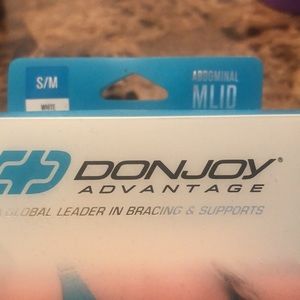 S/M
WHITE
ABDOMINAL
MLID
DONJOY®
ADVANTAGE
GLOBAL LEADER IN BRACING & SUPPORTS